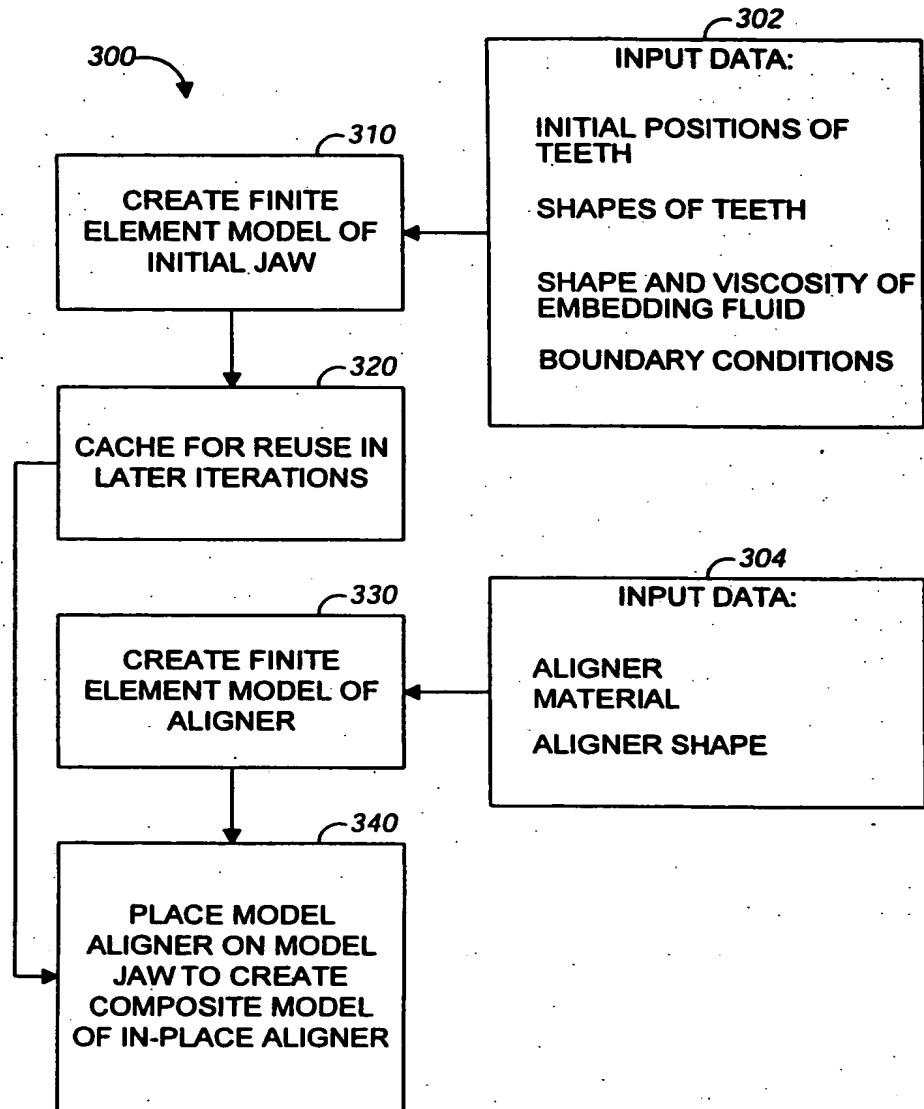 300
302
INPUT DATA:
INITIAL POSITIONS OF
TEETH
SHAPES OF TEETH
SHAPE AND VISCOSITY OF
EMBEDDING FLUID
BOUNDARY CONDITIONS
310
CREATE FINITE
ELEMENT MODEL OF
INITIAL JAW
320
CACHE FOR REUSE IN
LATER ITERATIONS
304
INPUT DATA:
ALIGNER
MATERIAL
ALIGNER SHAPE
330
CREATE FINITE
ELEMENT MODEL OF
ALIGNER
340
PLACE MODEL
ALIGNER ON MODEL
JAW TO CREATE
COMPOSITE MODEL
OF IN-PLACE ALIGNER